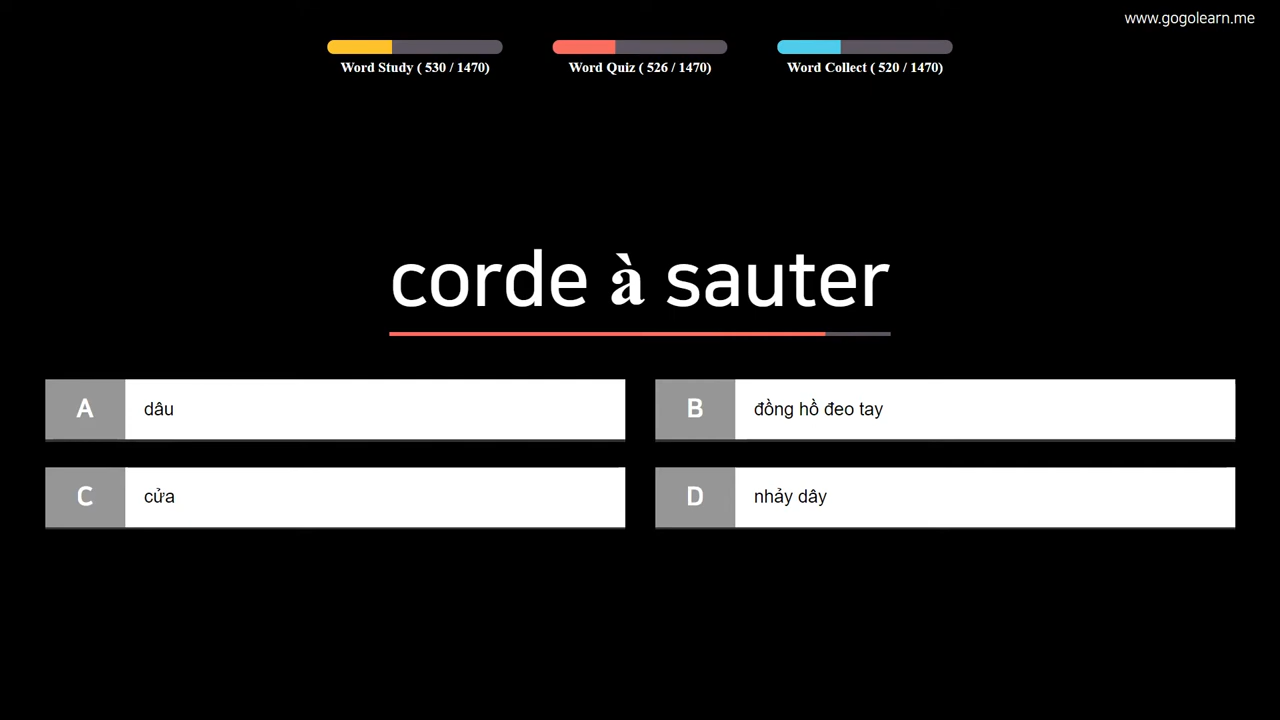 www.gogolearn.me
Word Study ( 530 / 1470)
Word Quiz ( 526 / 1470)
Word Collect ( 520 / 1470)
corde à sauter
A dâu
B đồng hồ đeo tay
C cửa
D nhảy dây